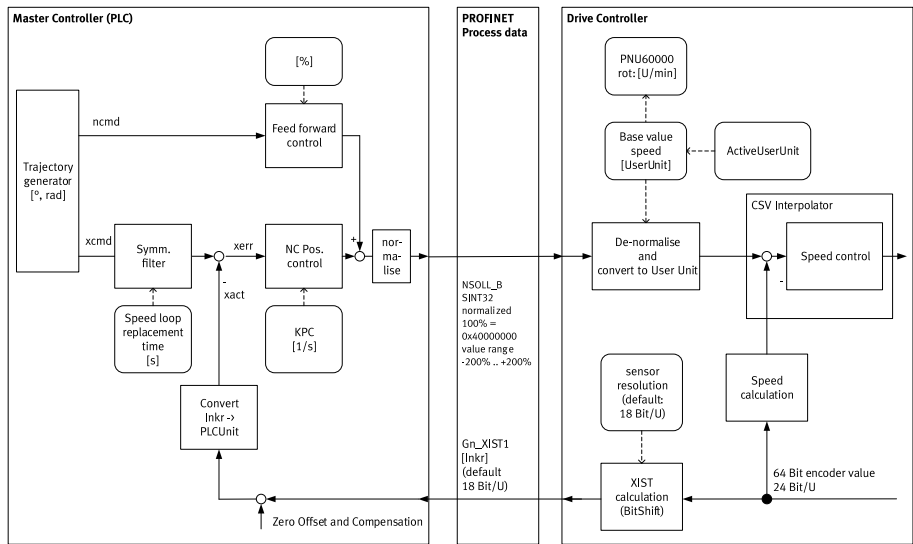 Master Controller (PLC)
PROFINET
Process data
Drive Controller
[%]
PNU60000
rot: [U/min]
ncmd
Feed forward
control
Base value
speed
[UserUnit]
ActiveUserUnit
Trajectory
generator
[°, rad]
CSV Interpolator
xcmd
Symm.
filter
xerr
NC Pos.
control
+
nor-
ma-
lise
De-normalise
and
convert to User Unit
Speed control
-
-
xact
Speed loop
replacement
time
[s]
KPC
[1/s]
NSOLL_B
SINT32
normalized
100% =
0x40000000
value range
-200% .. +200%
sensor
resolution
(default:
18 Bit/U)
Speed
calculation
Convert
Inkr ->
PLCUnit
Gn_XIST1
[Inkr]
(default
18 Bit/U)
XIST
calculation
(BitShift)
64 Bit encoder value
24 Bit/U
Zero Offset and Compensation